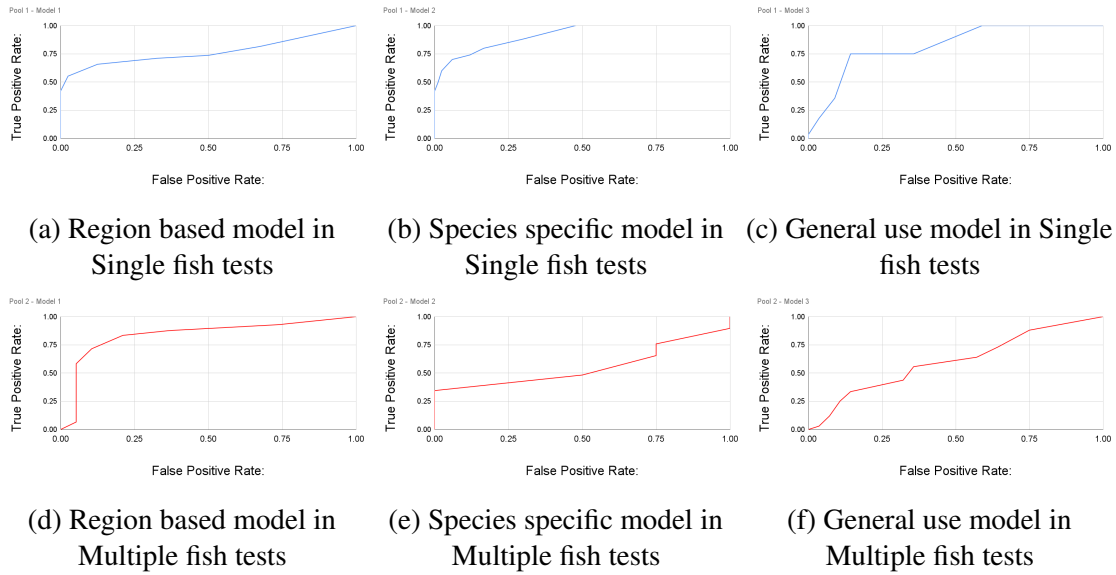 Pool 1 - Model 1
True Positive Rate:
1.00
0.75
0.50
0.25
0.00
0.00 0.25 0.50 0.75 1.00
False Positive Rate:
(a) Region based model in
Single fish tests
Pool 1 - Model 2
True Positive Rate:
1.00
0.75
0.50
0.25
0.00
0.00 0.25 0.50 0.75 1.00
False Positive Rate:
(b) Species specific model in
Single fish tests
Pool 1 - Model 3
True Positive Rate:
1.00
0.75
0.50
0.25
0.00
0.00 0.25 0.50 0.75 1.00
False Positive Rate:
(c) General use model in Single
fish tests
Pool 2 - Model 1
True Positive Rate:
1.00
0.75
0.50
0.25
0.00
0.00 0.25 0.50 0.75 1.00
False Positive Rate:
(d) Region based model in
Multiple fish tests
Pool 2 - Model 2
True Positive Rate:
1.00
0.75
0.50
0.25
0.00
0.00 0.25 0.50 0.75 1.00
False Positive Rate:
(e) Species specific model in
Multiple fish tests
Pool 2 - Model 3
True Positive Rate:
1.00
0.75
0.50
0.25
0.00
0.00 0.25 0.50 0.75 1.00
False Positive Rate:
(f) General use model in
Multiple fish tests